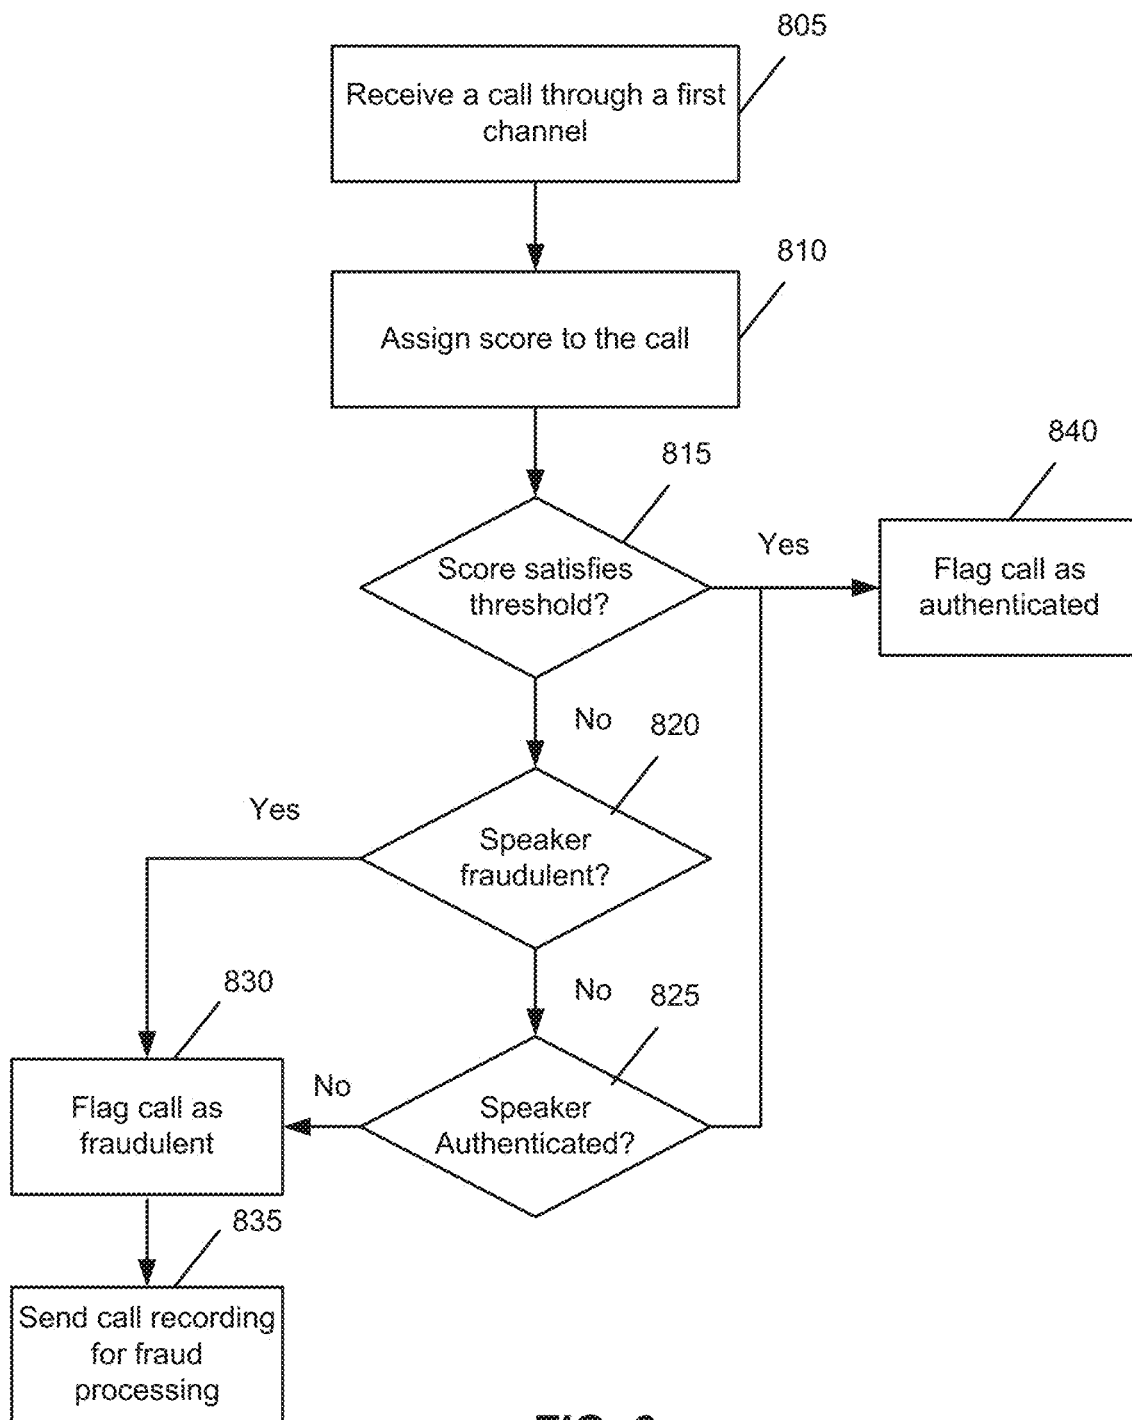 805
Receive a call through a first
channel
810
Assign score to the call
815
840
Score satisfies
threshold?
Yes
Flag call as
authenticated
No
820
Yes
Speaker
fraudulent?
830
No
825
Flag call as
fraudulent
No
Speaker
Authenticated?
835
Send call recording
for fraud
processing